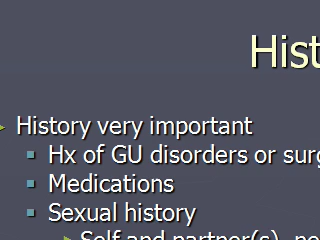 Hist
History very important
Hx of GU disorders or surg
Medications
Sexual history
Self and partner(s)